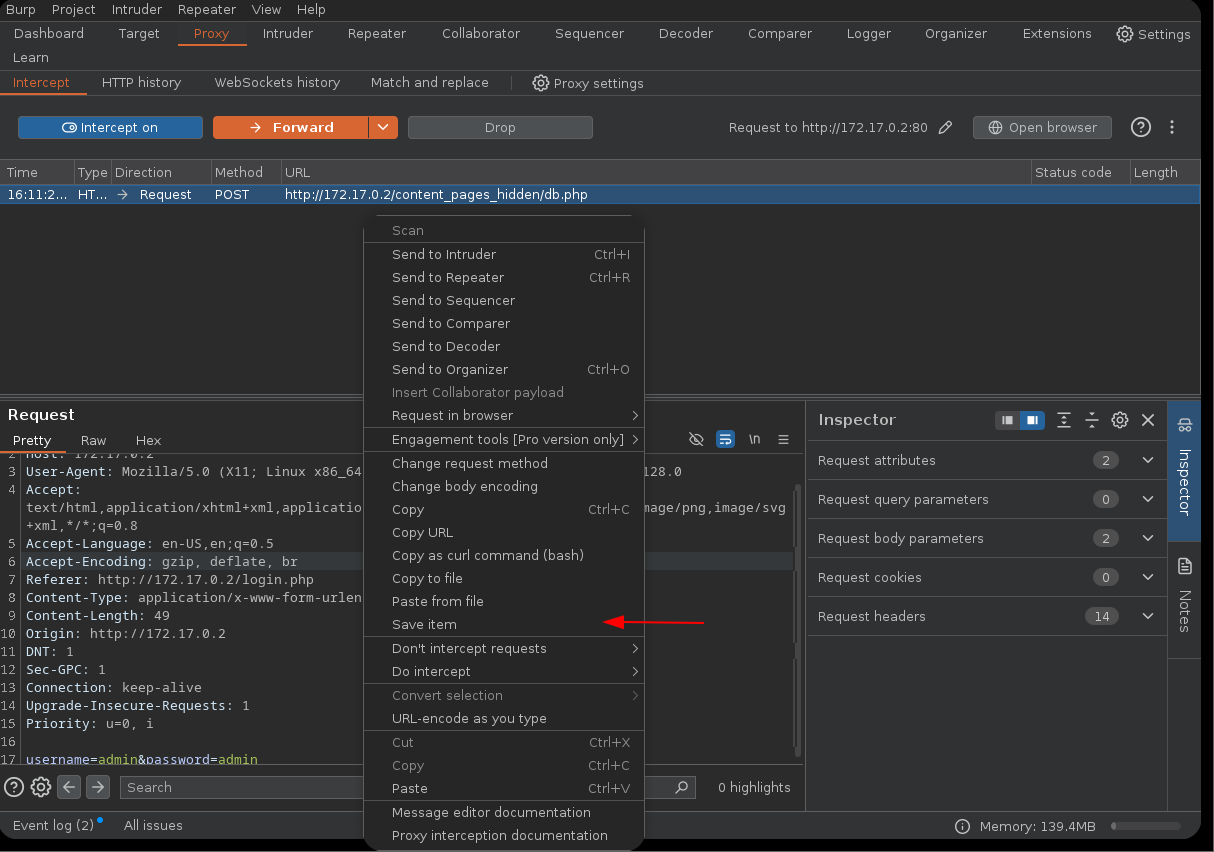 Burp Project Intruder Repeater View Help
Dashboard Target Proxy Intruder Repeater Collaborator Sequencer Decoder Comparer Logger Organizer Extensions Settings
Learn
Intercept HTTP history WebSockets history Match and replace Proxy settings
Intercept on Forward Drop Request to http://172.17.0.2:80 Open browser ?
Time Type Direction Method URL Status code Length
16:11:2... HT... Request POST http://172.17.0.2/content_pages_hidden/db.php
Scan
Send to Intruder Ctrl+I
Send to Repeater Ctrl+R
Send to Sequencer
Send to Comparer
Send to Decoder
Send to Organizer Ctrl+O
Insert Collaborator payload
Request in browser
Engagement tools [Pro version only]
Change request method
Change body encoding
Copy Ctrl+C
Copy URL
Copy as curl command (bash)
Copy to file
Paste from file
Save item
Don't intercept requests
Do intercept
Convert selection
URL-encode as you type
Cut Ctrl+X
Copy Ctrl+C
Paste Ctrl+V
Message editor documentation
Proxy interception documentation
Request
Pretty Raw Hex \n
2 Host: 172.17.0.2
3 User-Agent: Mozilla/5.0 (X11; Linux x86_64 128.0
4 Accept:
text/html,application/xhtml+xml,applicatio mage/png,image/svg
+xml,*/*;q=0.8
5 Accept-Language: en-US,en;q=0.5
6 Accept-Encoding: gzip, deflate, br
7 Referer: http://172.17.0.2/login.php
8 Content-Type: application/x-www-form-urlen
9 Content-Length: 49
10 Origin: http://172.17.0.2
11 DNT: 1
12 Sec-GPC: 1
13 Connection: keep-alive
14 Upgrade-Insecure-Requests: 1
15 Priority: u=0, i
16
17 username=admin&password=admin
? Search 0 highlights
Inspector
Request attributes 2
Request query parameters 0
Request body parameters 2
Request cookies 0
Request headers 14
Inspector
Notes
Event log (2) All issues Memory: 139.4MB